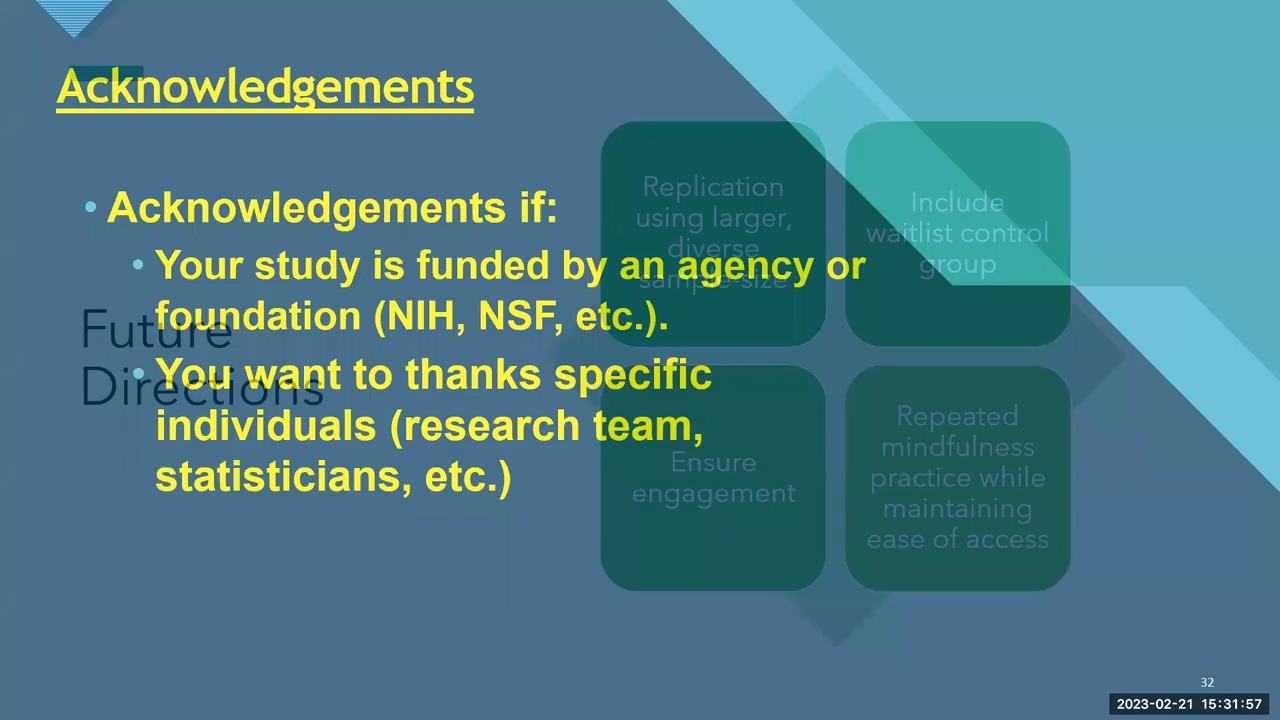 Acknowledgements
• Acknowledgements if:
• Your study is funded by an agency or
foundation (NIH, NSF, etc.).
• You want to thanks specific
individuals (research team,
statisticians, etc.)
Future
Directions
Replication
using larger,
diverse
sample-size
Include
waitlist control
group
Ensure
engagement
Repeated
mindfulness
practice while
maintaining
ease of access
32
2023-02-21 15:31:57